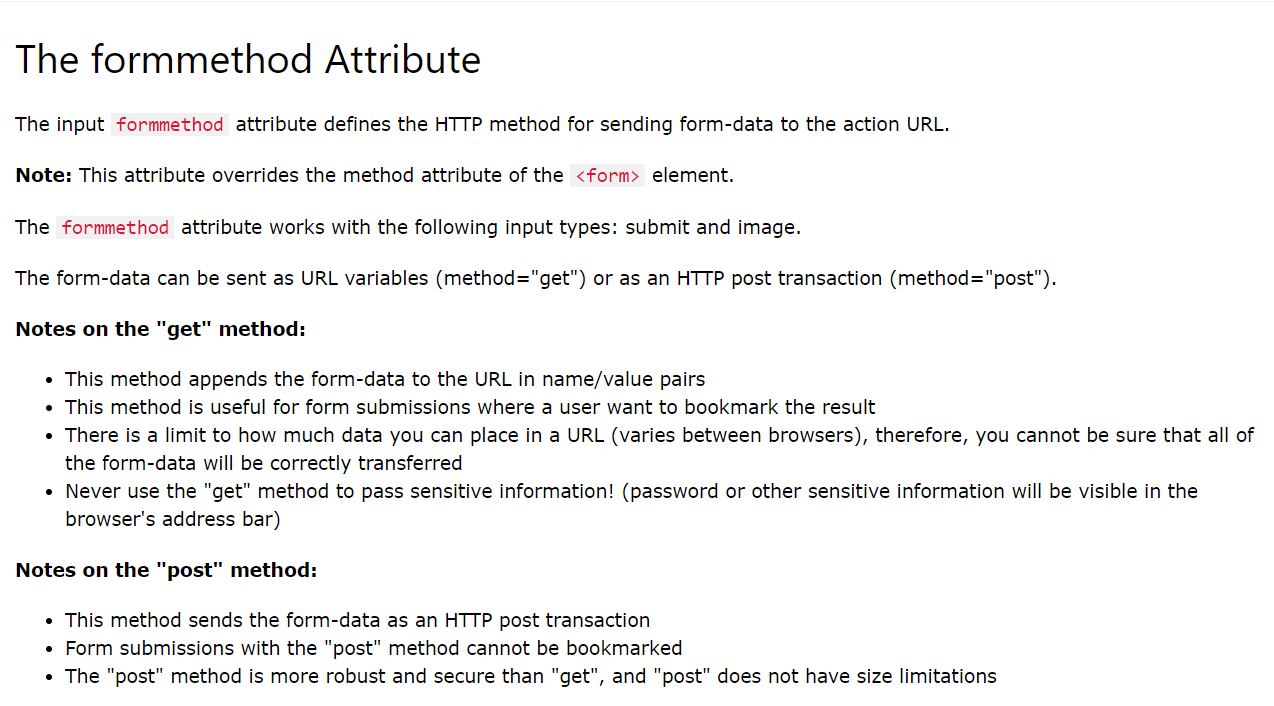 The formmethod Attribute
The input formmethod attribute defines the HTTP method for sending form-data to the action URL.
Note: This attribute overrides the method attribute of the <form> element.
The formmethod attribute works with the following input types: submit and image.
The form-data can be sent as URL variables (method="get") or as an HTTP post transaction (method="post").
Notes on the "get" method:
• This method appends the form-data to the URL in name/value pairs
• This method is useful for form submissions where a user want to bookmark the result
• There is a limit to how much data you can place in a URL (varies between browsers), therefore, you cannot be sure that all of
the form-data will be correctly transferred
• Never use the "get" method to pass sensitive information! (password or other sensitive information will be visible in the
browser's address bar)
Notes on the "post" method:
• This method sends the form-data as an HTTP post transaction
• Form submissions with the "post" method cannot be bookmarked
• The "post" method is more robust and secure than "get", and "post" does not have size limitations